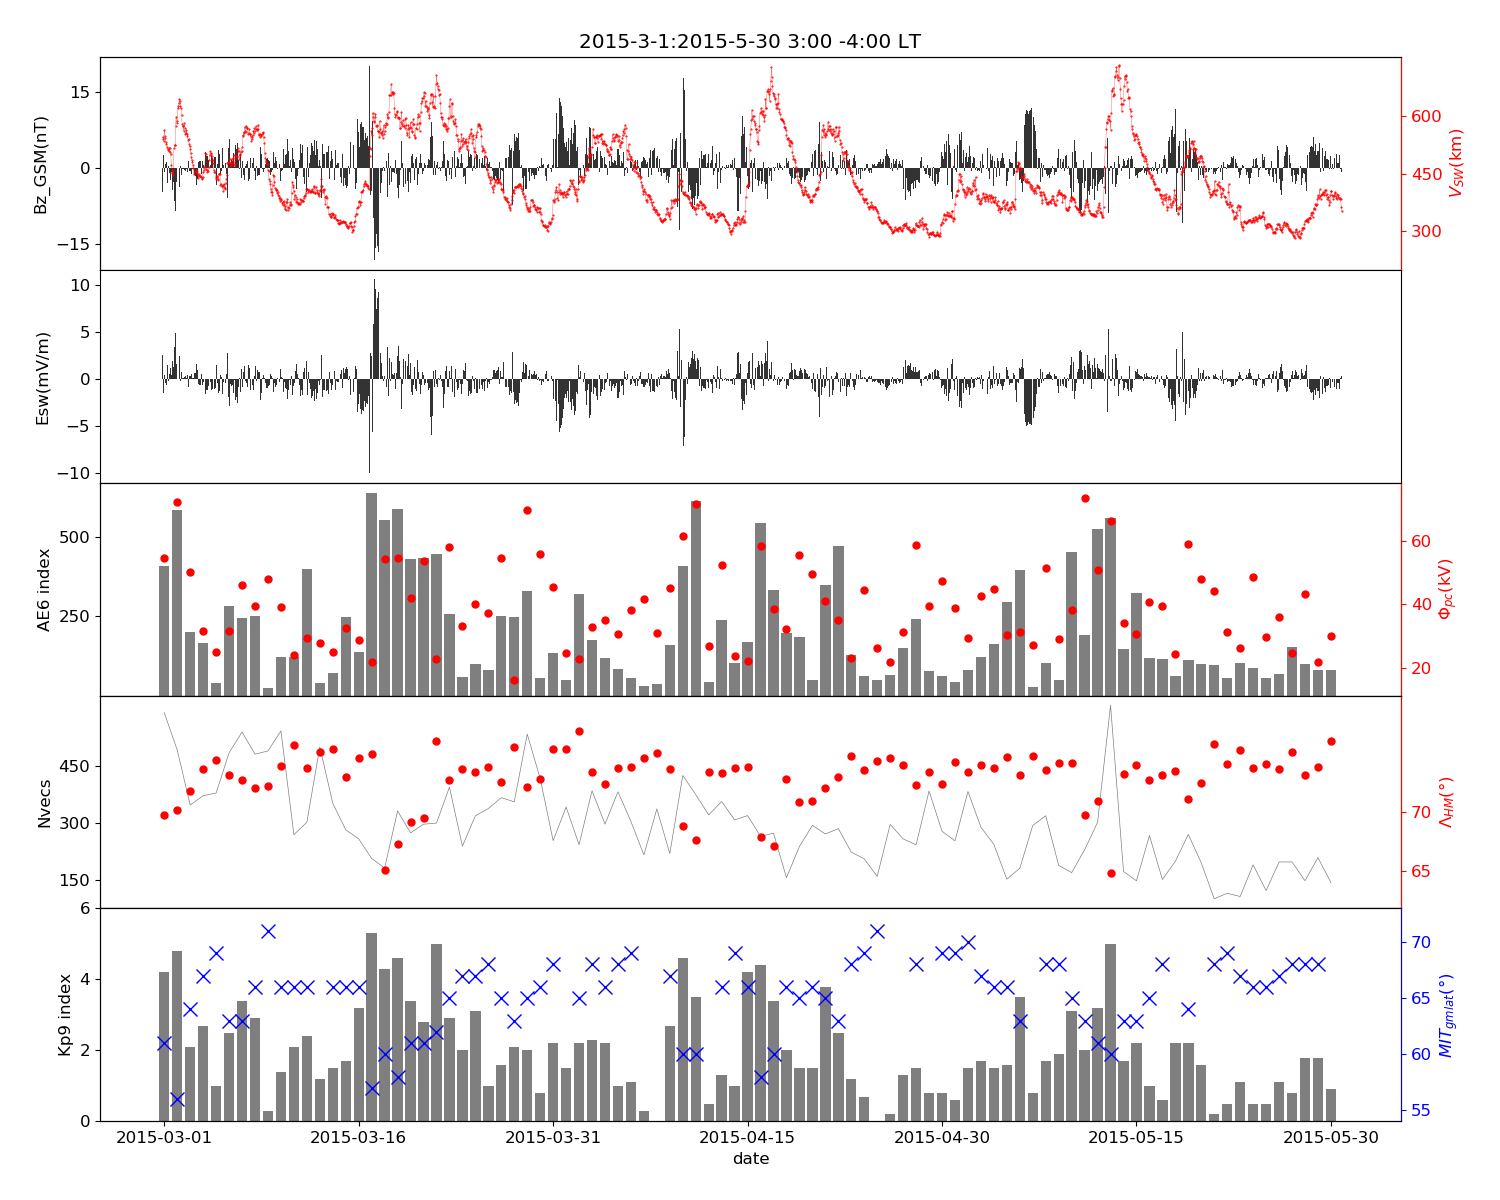 2015-3-1:2015-5-30 3:00 -4:00 LT
Bz_GSM(nT)
15
0
−15
600
450
300
V_SW(km)
Esw(mV/m)
10
5
0
−5
−10
AE6 index
500
250
60
40
20
Φ_pc(kV)
Nvecs
450
300
150
70
65
Λ_HM(°)
Kp9 index
6
4
2
0
70
65
60
55
MIT_gmlat(°)
2015-03-01 2015-03-16 2015-03-31 2015-04-15 2015-04-30 2015-05-15 2015-05-30
date